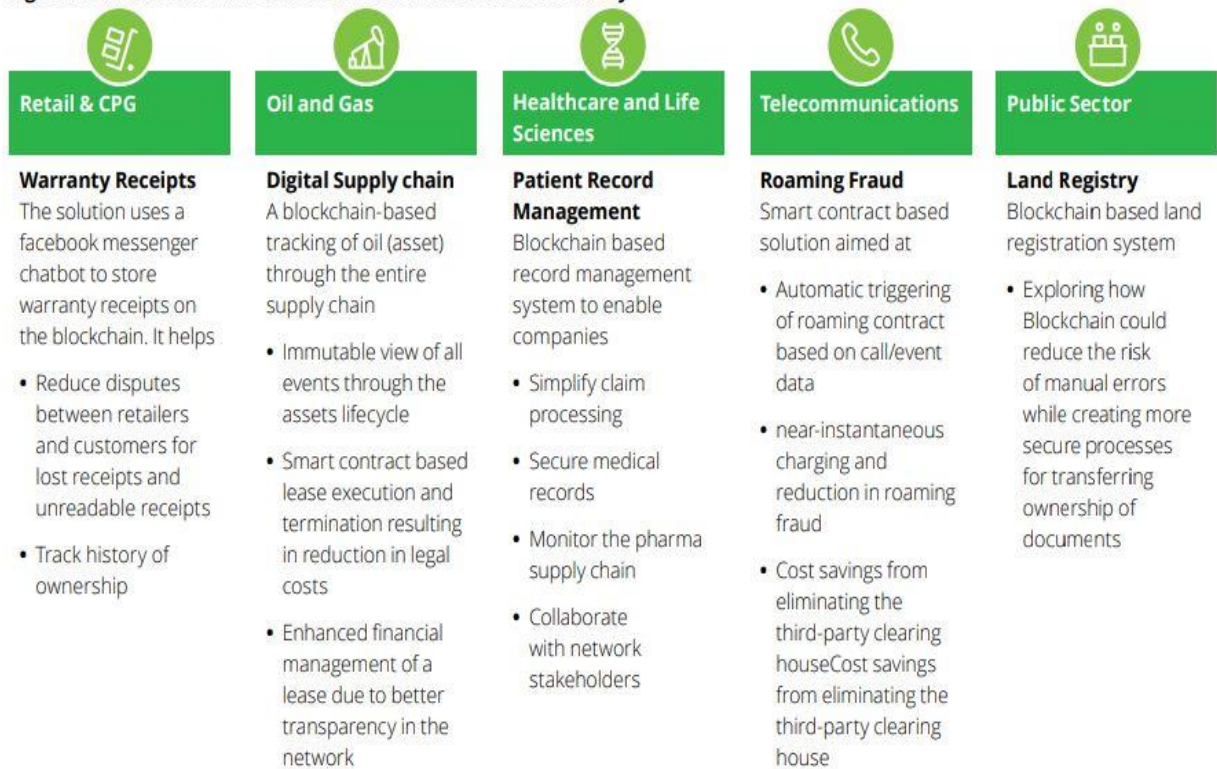 Retail & CPG
Warranty Receipts
The solution uses a
facebook messenger
chatbot to store
warranty receipts on
the blockchain. It helps
• Reduce disputes
between retailers
and customers for
lost receipts and
unreadable receipts
• Track history of
ownership
Oil and Gas
Digital Supply chain
A blockchain-based
tracking of oil (asset)
through the entire
supply chain
• Immutable view of all
events through the
assets lifecycle
• Smart contract based
lease execution and
termination resulting
in reduction in legal
costs
• Enhanced financial
management of a
lease due to better
transparency in the
network
Healthcare and Life
Sciences
Patient Record
Management
Blockchain based
record management
system to enable
companies
• Simplify claim
processing
• Secure medical
records
• Monitor the pharma
supply chain
• Collaborate
with network
stakeholders
Telecommunications
Roaming Fraud
Smart contract based
solution aimed at
• Automatic triggering
of roaming contract
based on call/event
data
• near-instantaneous
charging and
reduction in roaming
fraud
• Cost savings from
eliminating the
third-party clearing
houseCost savings
from eliminating the
third-party clearing
house
Public Sector
Land Registry
Blockchain based land
registration system
• Exploring how
Blockchain could
reduce the risk
of manual errors
while creating more
secure processes
for transferring
ownership of
documents